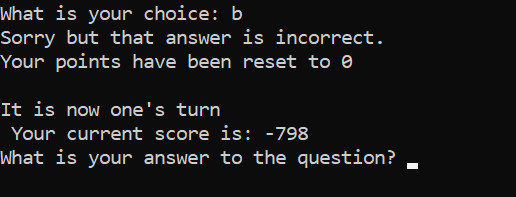 What is your choice: b
Sorry but that answer is incorrect.
Your points have been reset to 0
It is now one's turn
Your current score is: -798
What is your answer to the question?